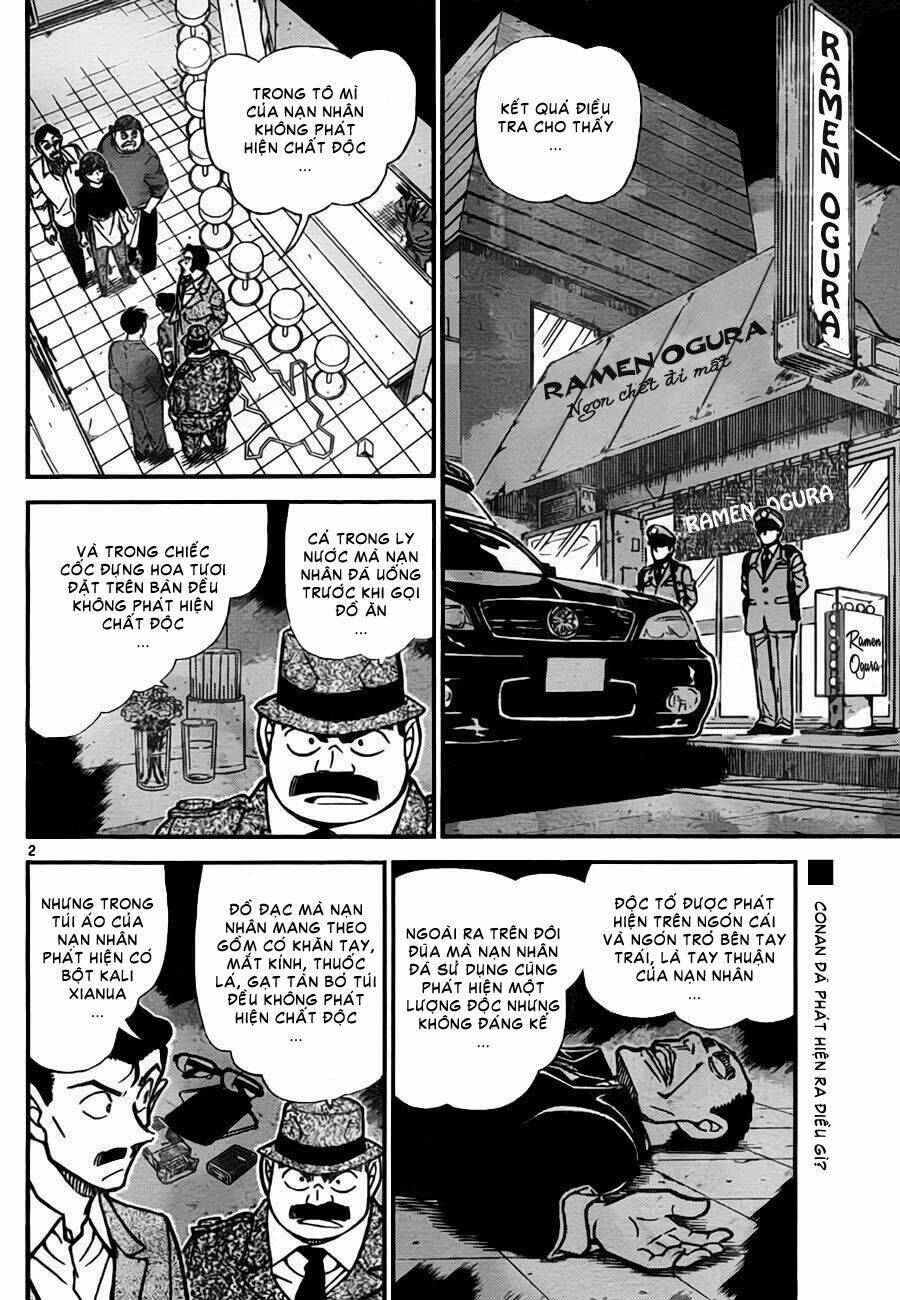 RAMEN OGURA
KẾT QUẢ ĐIỀU
TRA CHO THẤY
...
RAMEN OGURA
Ngon chết đi mất
RAMEN OGURA
Ramen
Ogura
TRONG TÔ MÌ
CỦA NẠN NHÂN
KHÔNG PHÁT
HIỆN CHẤT ĐỘC
...
CẢ TRONG LY
NƯỚC MÀ NẠN
NHÂN ĐÃ UỐNG
TRƯỚC KHI GỌI
ĐỒ ĂN
...
VÀ TRONG CHIẾC
CỐC ĐỰNG HOA TƯƠI
ĐẶT TRÊN BÀN ĐỀU
KHÔNG PHÁT HIỆN
CHẤT ĐỘC
...
2
CONAN ĐÃ PHÁT HIỆN RA ĐIỀU GÌ?
ĐỘC TỐ ĐƯỢC PHÁT
HIỆN TRÊN NGÓN CÁI
VÀ NGÓN TRỎ BÊN TAY
TRÁI, LÀ TAY THUẬN
CỦA NẠN NHÂN
...
NGOÀI RA TRÊN ĐÔI
ĐŨA MÀ NẠN NHÂN
ĐÃ SỬ DỤNG CŨNG
PHÁT HIỆN MỘT
LƯỢNG ĐỘC NHƯNG
KHÔNG ĐÁNG KỂ
...
ĐỒ ĐẠC MÀ NẠN
NHÂN MANG THEO
GỒM CÓ KHĂN TAY,
MẮT KÍNH, THUỐC
LÁ, GẠT TÀN BỎ TÚI
ĐỀU KHÔNG PHÁT
HIỆN CHẤT ĐỘC
...
NHƯNG TRONG
TÚI ÁO CỦA
NẠN NHÂN
PHÁT HIỆN CÓ
BỘT KALI
XIANUA
...